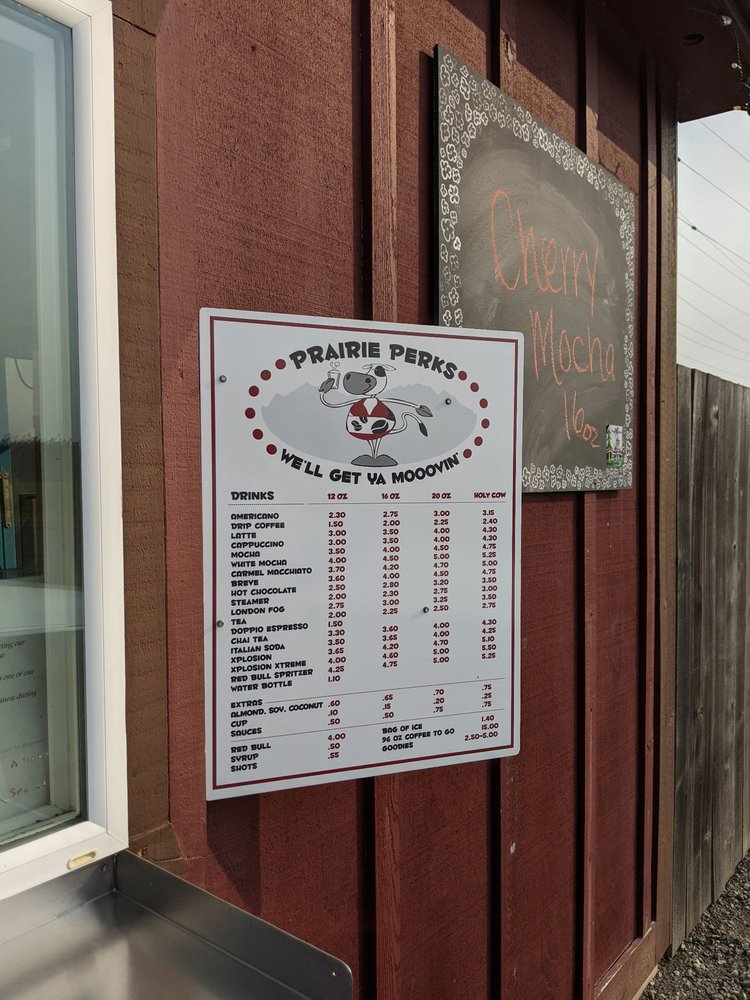 Cherry
Mocha
16oz
PRAIRIE PERKS
WE'LL GET YA MOOOVIN'
DRINKS 12 OZ 16 OZ 20 OZ HOLY COW
AMERICANO 2.30 2.75 3.00 3.15
DRIP COFFEE 1.50 2.00 2.25 2.40
LATTE 3.00 3.50 4.00 4.30
CAPPUCCINO 3.00 3.50 4.00 4.30
MOCHA 3.50 4.00 4.50 4.75
WHITE MOCHA 4.00 4.50 5.00 5.25
CARMEL MACCHIATO 3.70 4.20 4.70 5.00
BREVE 3.60 4.00 4.50 4.75
HOT CHOCOLATE 2.50 2.80 3.20 3.50
STEAMER 2.00 2.30 2.75 3.00
LONDON FOG 2.75 3.00 3.25 3.50
TEA 2.00 2.25 2.50 2.75
DOPPIO ESPRESSO 1.50
CHAI TEA 3.30 3.60 4.00 4.30
ITALIAN SODA 3.50 3.65 4.00 4.25
XPLOSION 3.65 4.20 4.70 5.10
XPLOSION XTREME 4.00 4.60 5.00 5.50
RED BULL SPRITZER 4.25 4.75 5.00 5.25
WATER BOTTLE 1.10
EXTRAS
ALMOND, SOY, COCONUT .60 .65 .70 .75
CUP .10 .15 .20 .25
SAUCES .50 .50 .75 .75
RED BULL 4.00 BAG OF ICE 1.40
SYRUP .50 96 OZ COFFEE TO GO 15.00
SHOTS .55 GOODIES 2.50-5.00
our
one of our
during